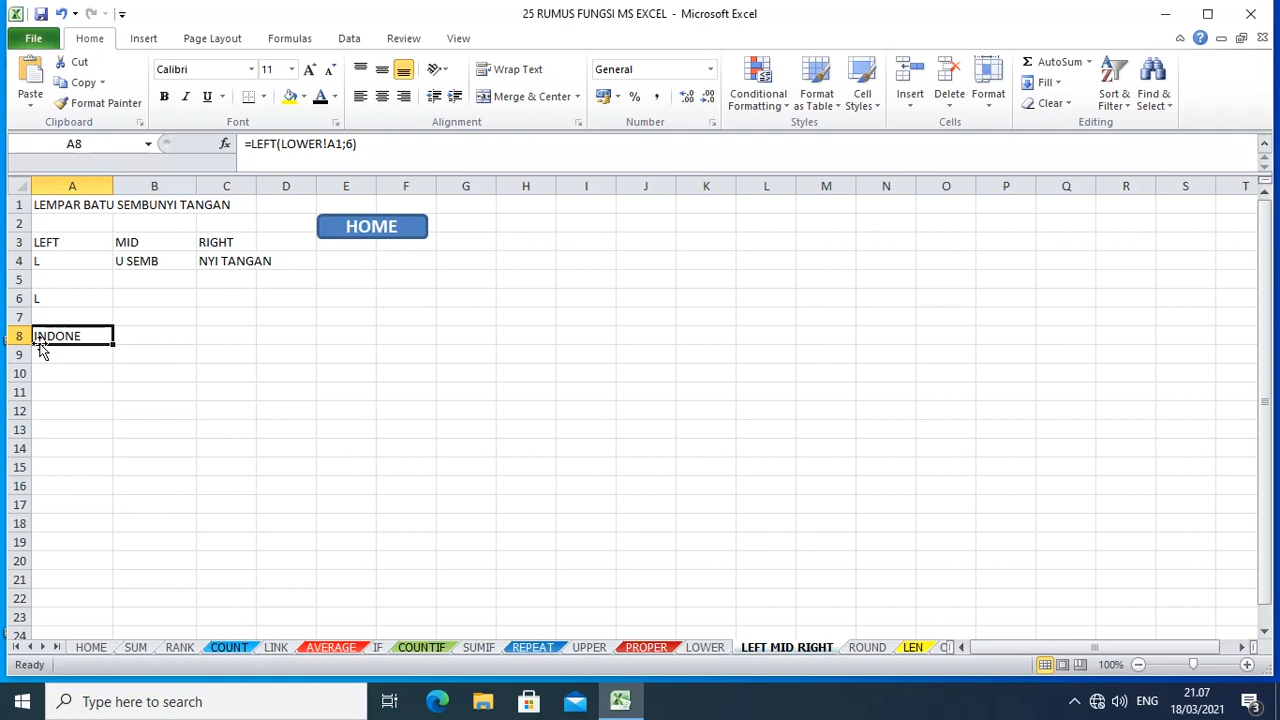 25 RUMUS FUNGSI MS EXCEL - Microsoft Excel
File Home Insert Page Layout Formulas Data Review View
Paste
Cut
Copy
Format Painter
Clipboard
Calibri 11
B I U
Font
Wrap Text
Merge & Center
Alignment
General
% ,
Number
Conditional Formatting
Format as Table
Cell Styles
Styles
Insert
Delete
Format
Cells
AutoSum
Fill
Clear
Sort & Filter
Find & Select
Editing
A8 fx =LEFT(LOWER!A1;6)
A B C D E F G H I J K L M N O P Q R S T
1 LEMPAR BATU SEMBUNYI TANGAN
2 HOME
3 LEFT MID RIGHT
4 L U SEMB NYI TANGAN
5
6 L
7
8 INDONE
9
10
11
12
13
14
15
16
17
18
19
20
21
22
23
24
HOME SUM RANK COUNT LINK AVERAGE IF COUNTIF SUMIF REPEAT UPPER PROPER LOWER LEFT MID RIGHT ROUND LEN
Ready 100%
Type here to search
ENG
21.07
18/03/2021
3